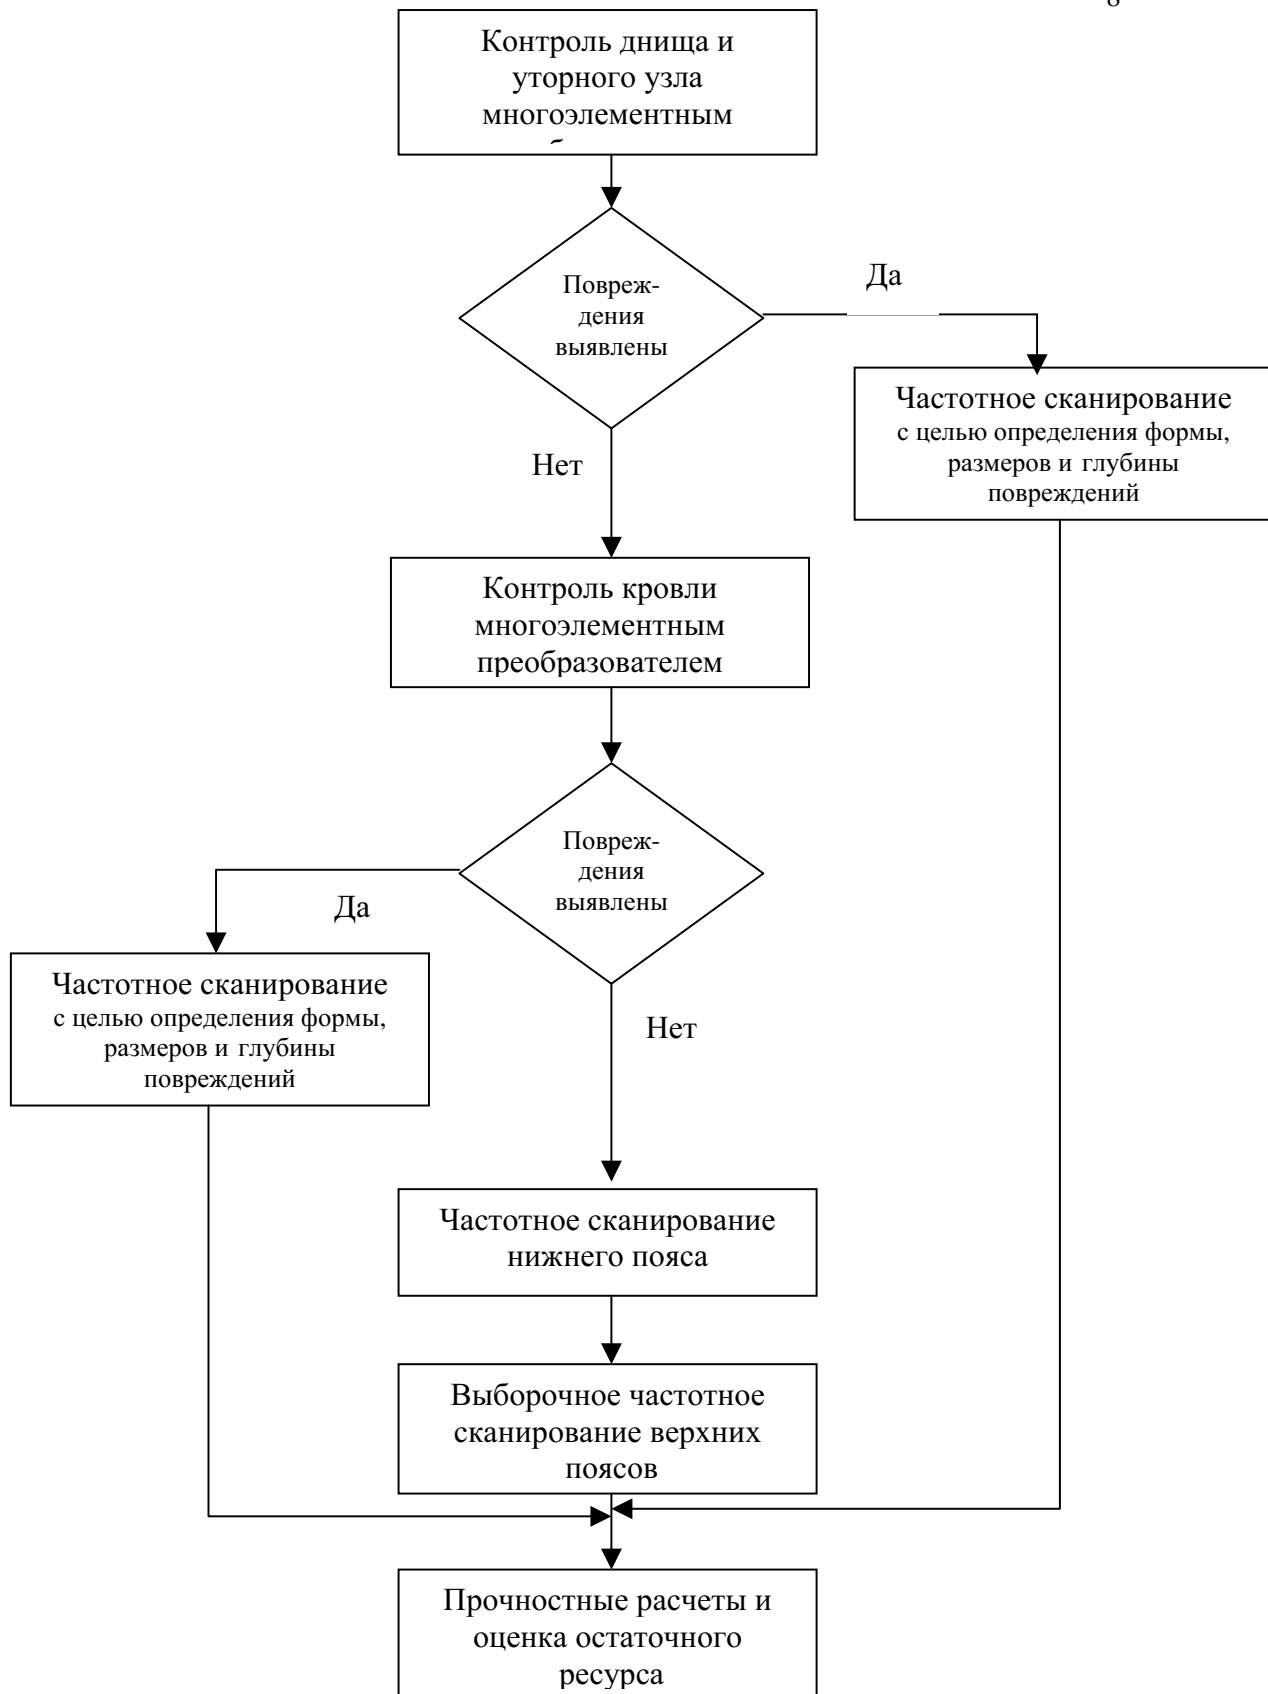 Контроль днища и
уторного узла
многоэлементным
Повреж-
дения
выявлены
Да
Частотное сканирование
с целью определения формы,
размеров и глубины
повреждений
Нет
Контроль кровли
многоэлементным
преобразователем
Повреж-
дения
выявлены
Да
Частотное сканирование
с целью определения формы,
размеров и глубины
повреждений
Нет
Частотное сканирование
нижнего пояса
Выборочное частотное
сканирование верхних
поясов
Прочностные расчеты и
оценка остаточного
ресурса